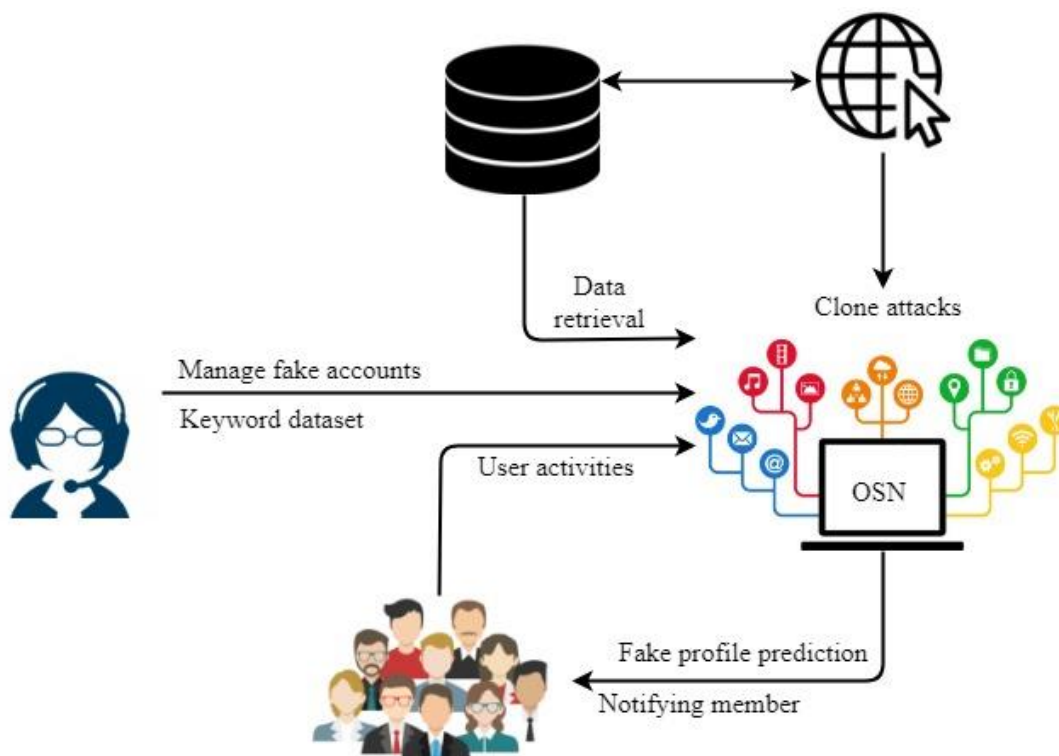 Data
retrieval
Clone attacks
Manage fake accounts
Keyword dataset
User activities
OSN
Fake profile prediction
Notifying member